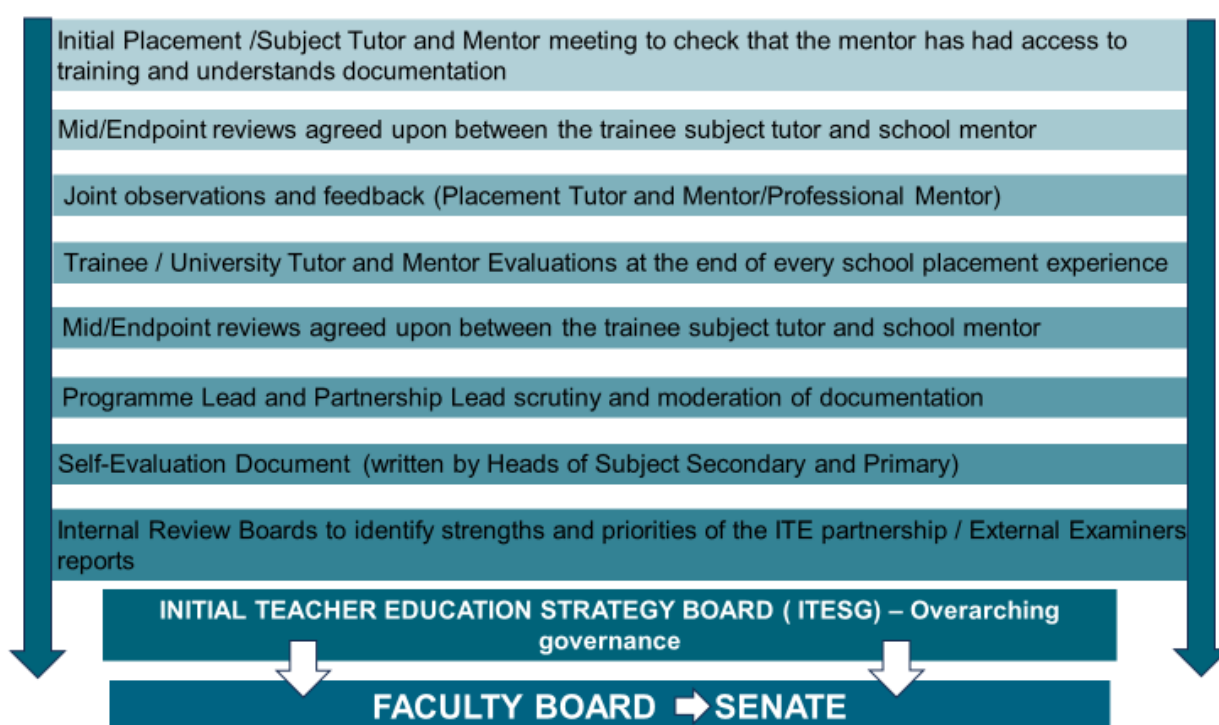 Initial Placement /Subject Tutor and Mentor meeting to check that the mentor has had access to
training and understands documentation
Mid/Endpoint reviews agreed upon between the trainee subject tutor and school mentor
Joint observations and feedback (Placement Tutor and Mentor/Professional Mentor)
Trainee / University Tutor and Mentor Evaluations at the end of every school placement experience
Mid/Endpoint reviews agreed upon between the trainee subject tutor and school mentor
Programme Lead and Partnership Lead scrutiny and moderation of documentation
Self-Evaluation Document (written by Heads of Subject Secondary and Primary)
Internal Review Boards to identify strengths and priorities of the ITE partnership / External Examiners
reports
INITIAL TEACHER EDUCATION STRATEGY BOARD ( ITESG) – Overarching
governance
FACULTY BOARD SENATE